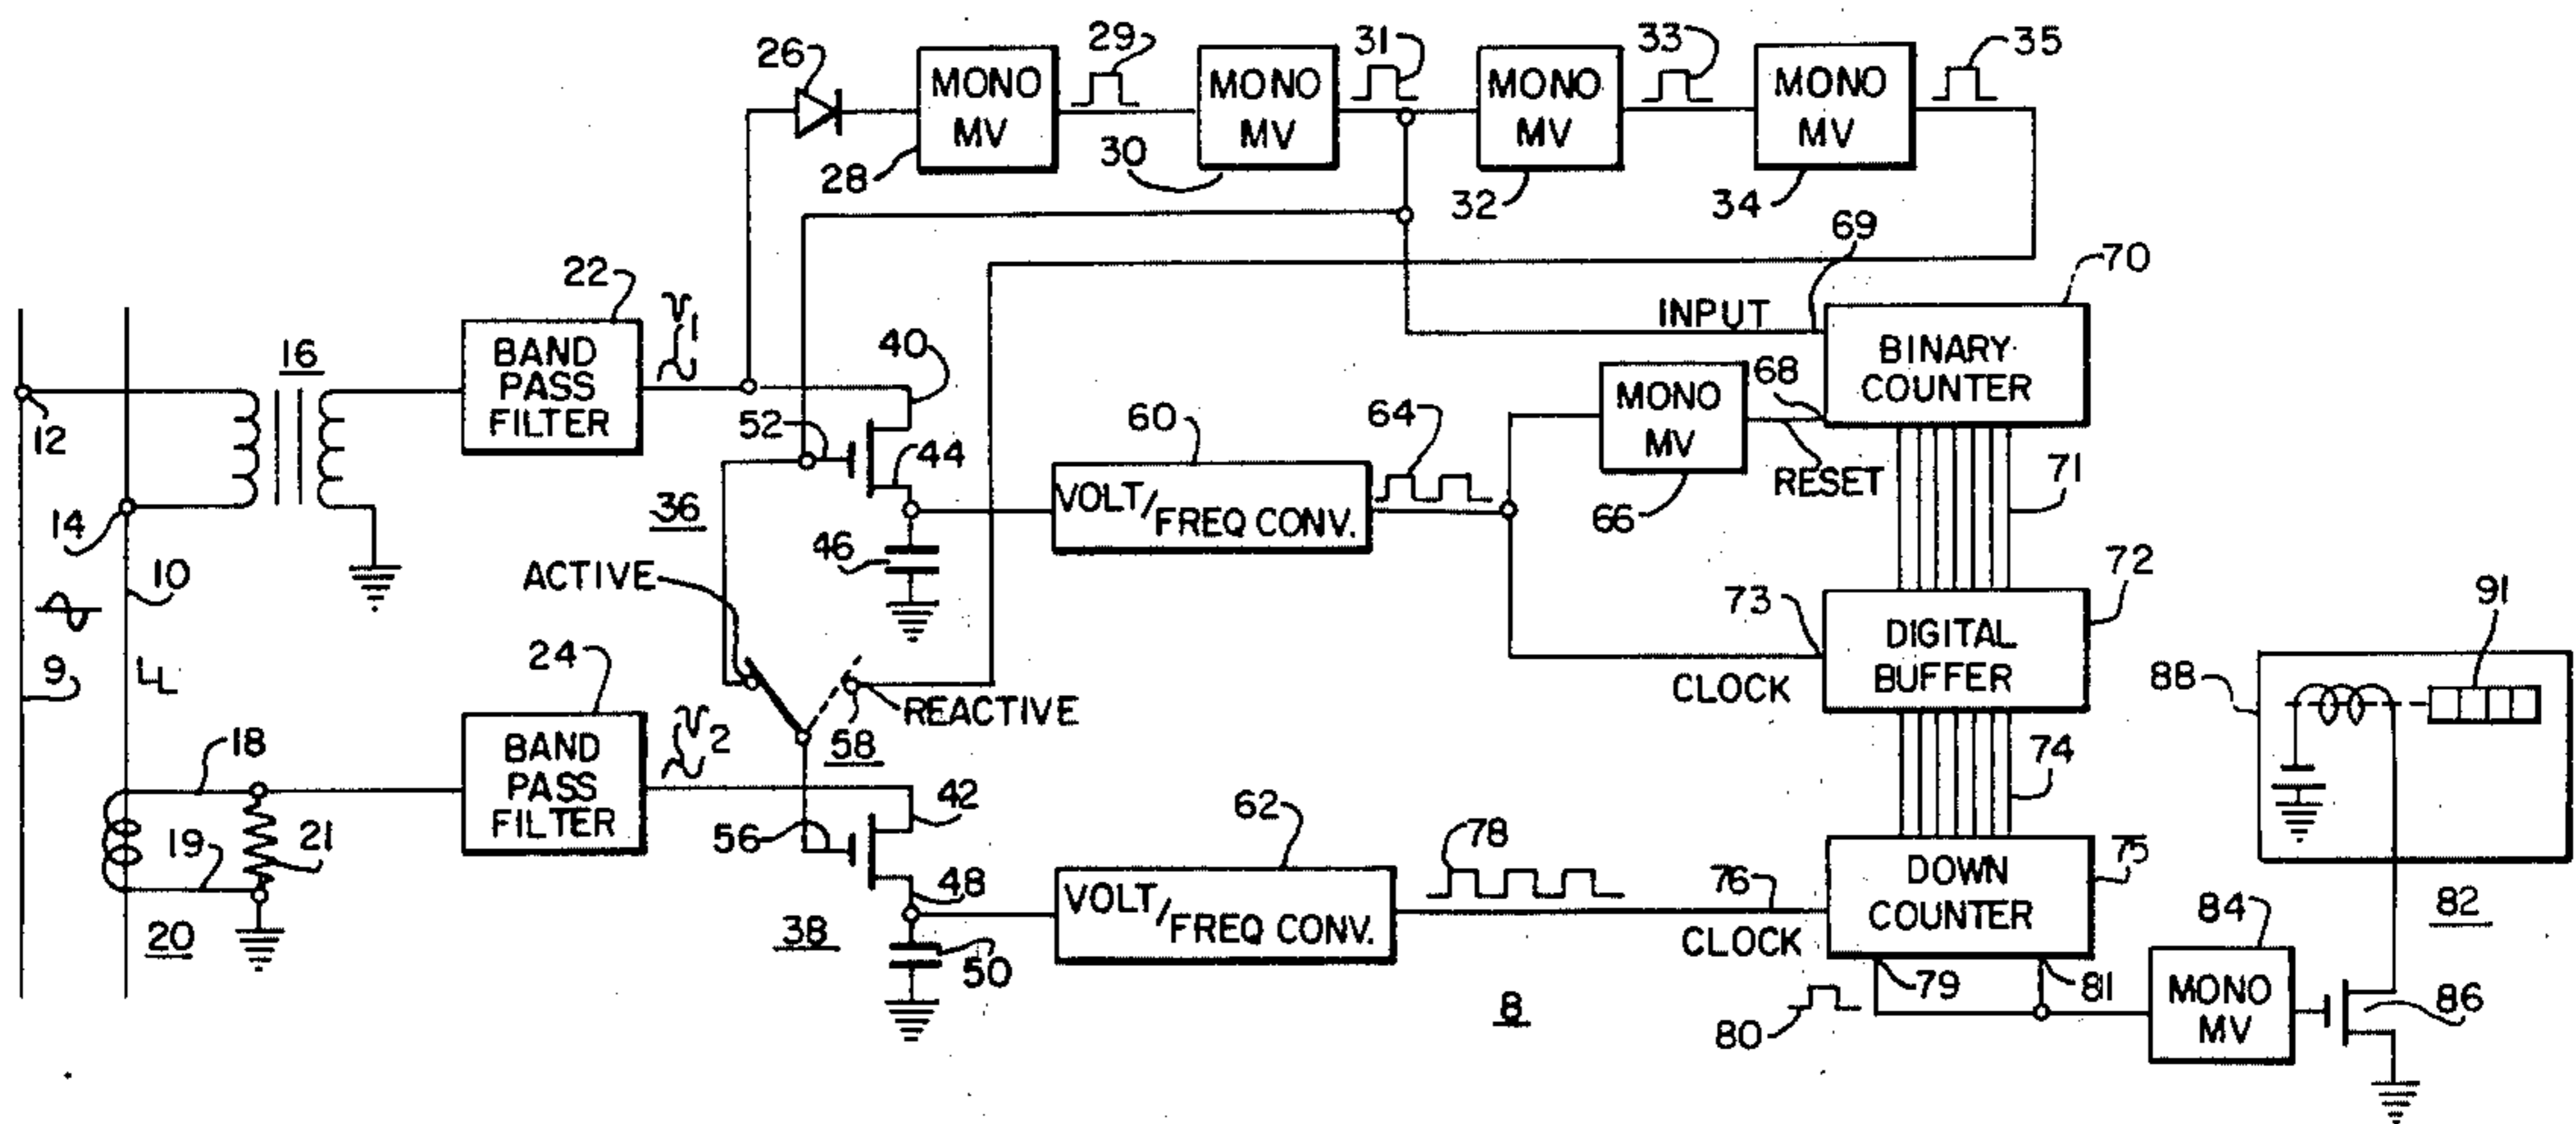 26
MONO
MV
28
29
MONO
MV
30
31
MONO
MV
32
33
MONO
MV
34
35
69
70
22
V1
16
BAND
PASS
FILTER
12
14
10
9
40
52
44
36
46
60
VOLT/FREQ CONV.
64
MONO
MV
66
68
RESET
INPUT
BINARY
COUNTER
71
72
73
CLOCK
DIGITAL
BUFFER
74
ACTIVE
REACTIVE
58
24
BAND
PASS
FILTER
V2
18
19
20
21
42
56
48
38
50
62
VOLT/FREQ CONV.
78
76
CLOCK
DOWN
COUNTER
75
79
81
80
8
84
MONO
MV
86
82
88
91